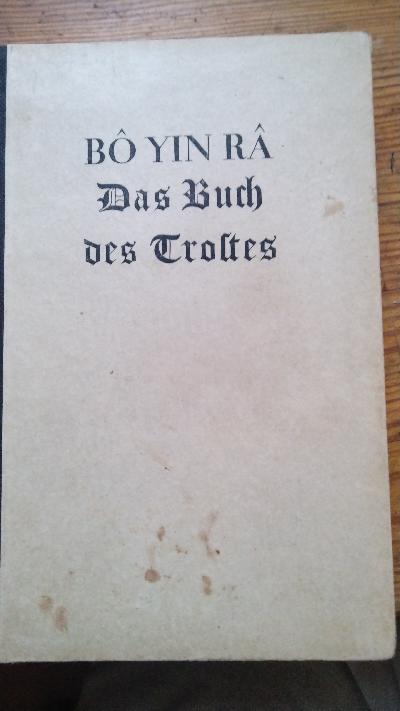 BÔ YIN RÂ
Das Buch
des Troſtes